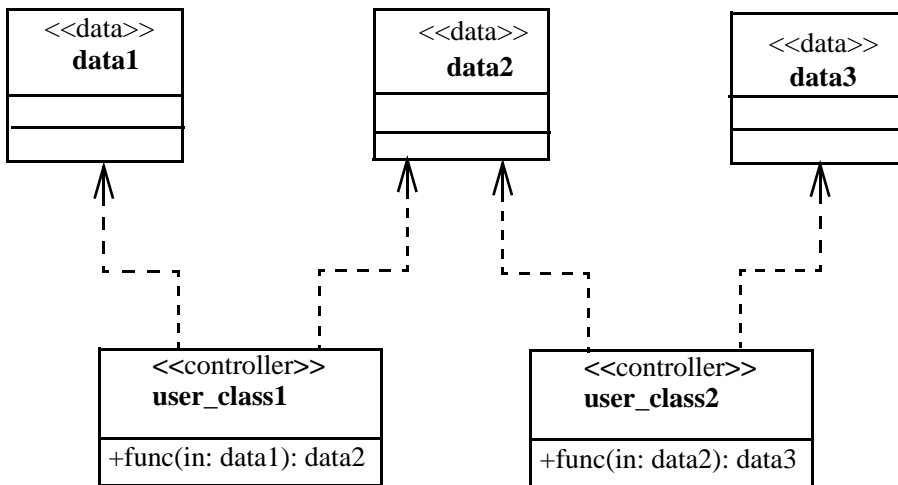 <<data>>
data1
<<data>>
data2
<<data>>
data3
<<controller>>
user_class1
+func(in: data1): data2
<<controller>>
user_class2
+func(in: data2): data3